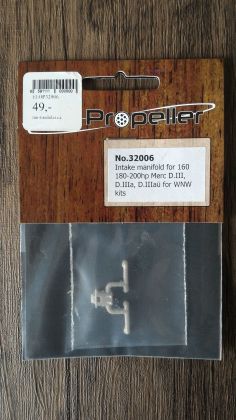 49,-
Propeller
No.32006
Intake manifold for 160
180-200hp Merc D.III,
D.IIIa, D.IIIaü for WNW
kits